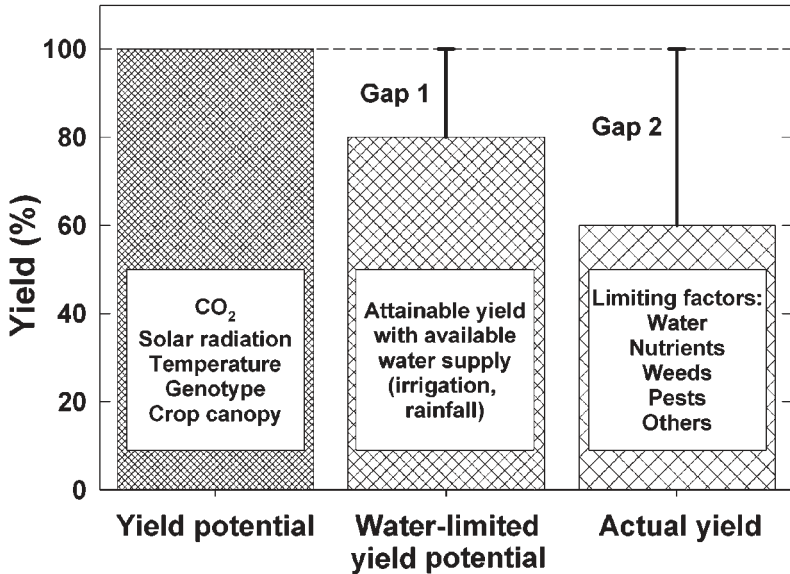 Yield (%)
100
80
60
40
20
0
Gap 1
Gap 2
CO₂
Solar radiation
Temperature
Genotype
Crop canopy
Attainable yield
with available
water supply
(irrigation,
rainfall)
Limiting factors:
Water
Nutrients
Weeds
Pests
Others
Yield potential
Water-limited
yield potential
Actual yield